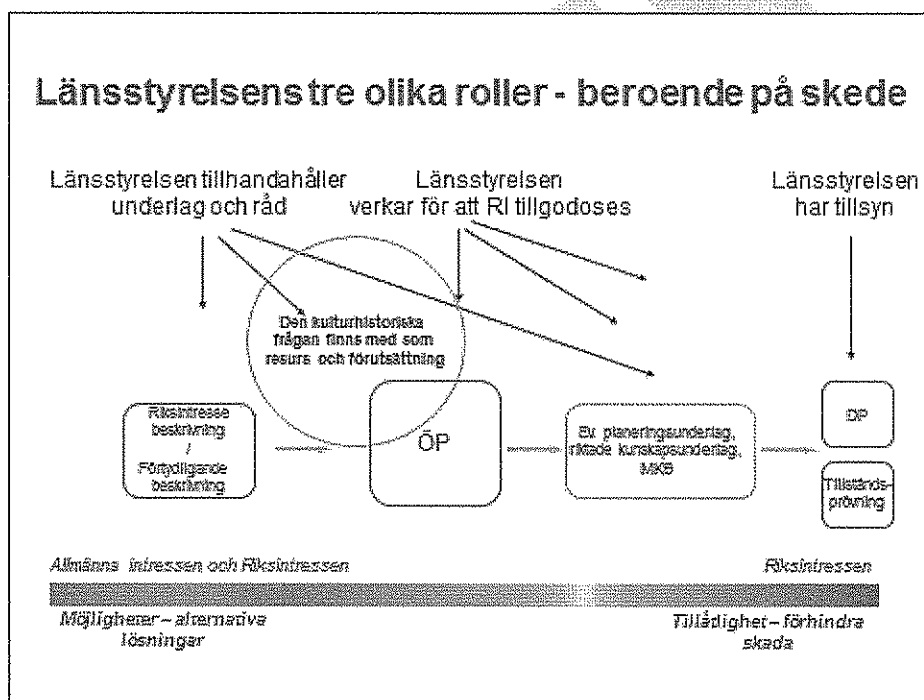 Länsstyrelsens tre olika roller - beroende på skede
Länsstyrelsen tillhandahåller
underlag och råd
Länsstyrelsen
verkar för att RI tillgodoses
Länsstyrelsen
har tillsyn
Den kulturhistoriska
frågan finns med som
resurs och förutsättning
Riksintresse
beskrivning
/
Förtydligande
beskrivning
ÖP
Ev. planeringsunderlag,
riktade kunskapsunderlag,
MKB
DP
Tillstånds-
prövning
Allmänna intressen och Riksintressen
Riksintressen
Möjligheter – alternativa
lösningar
Tillåtlighet – förhindra
skada